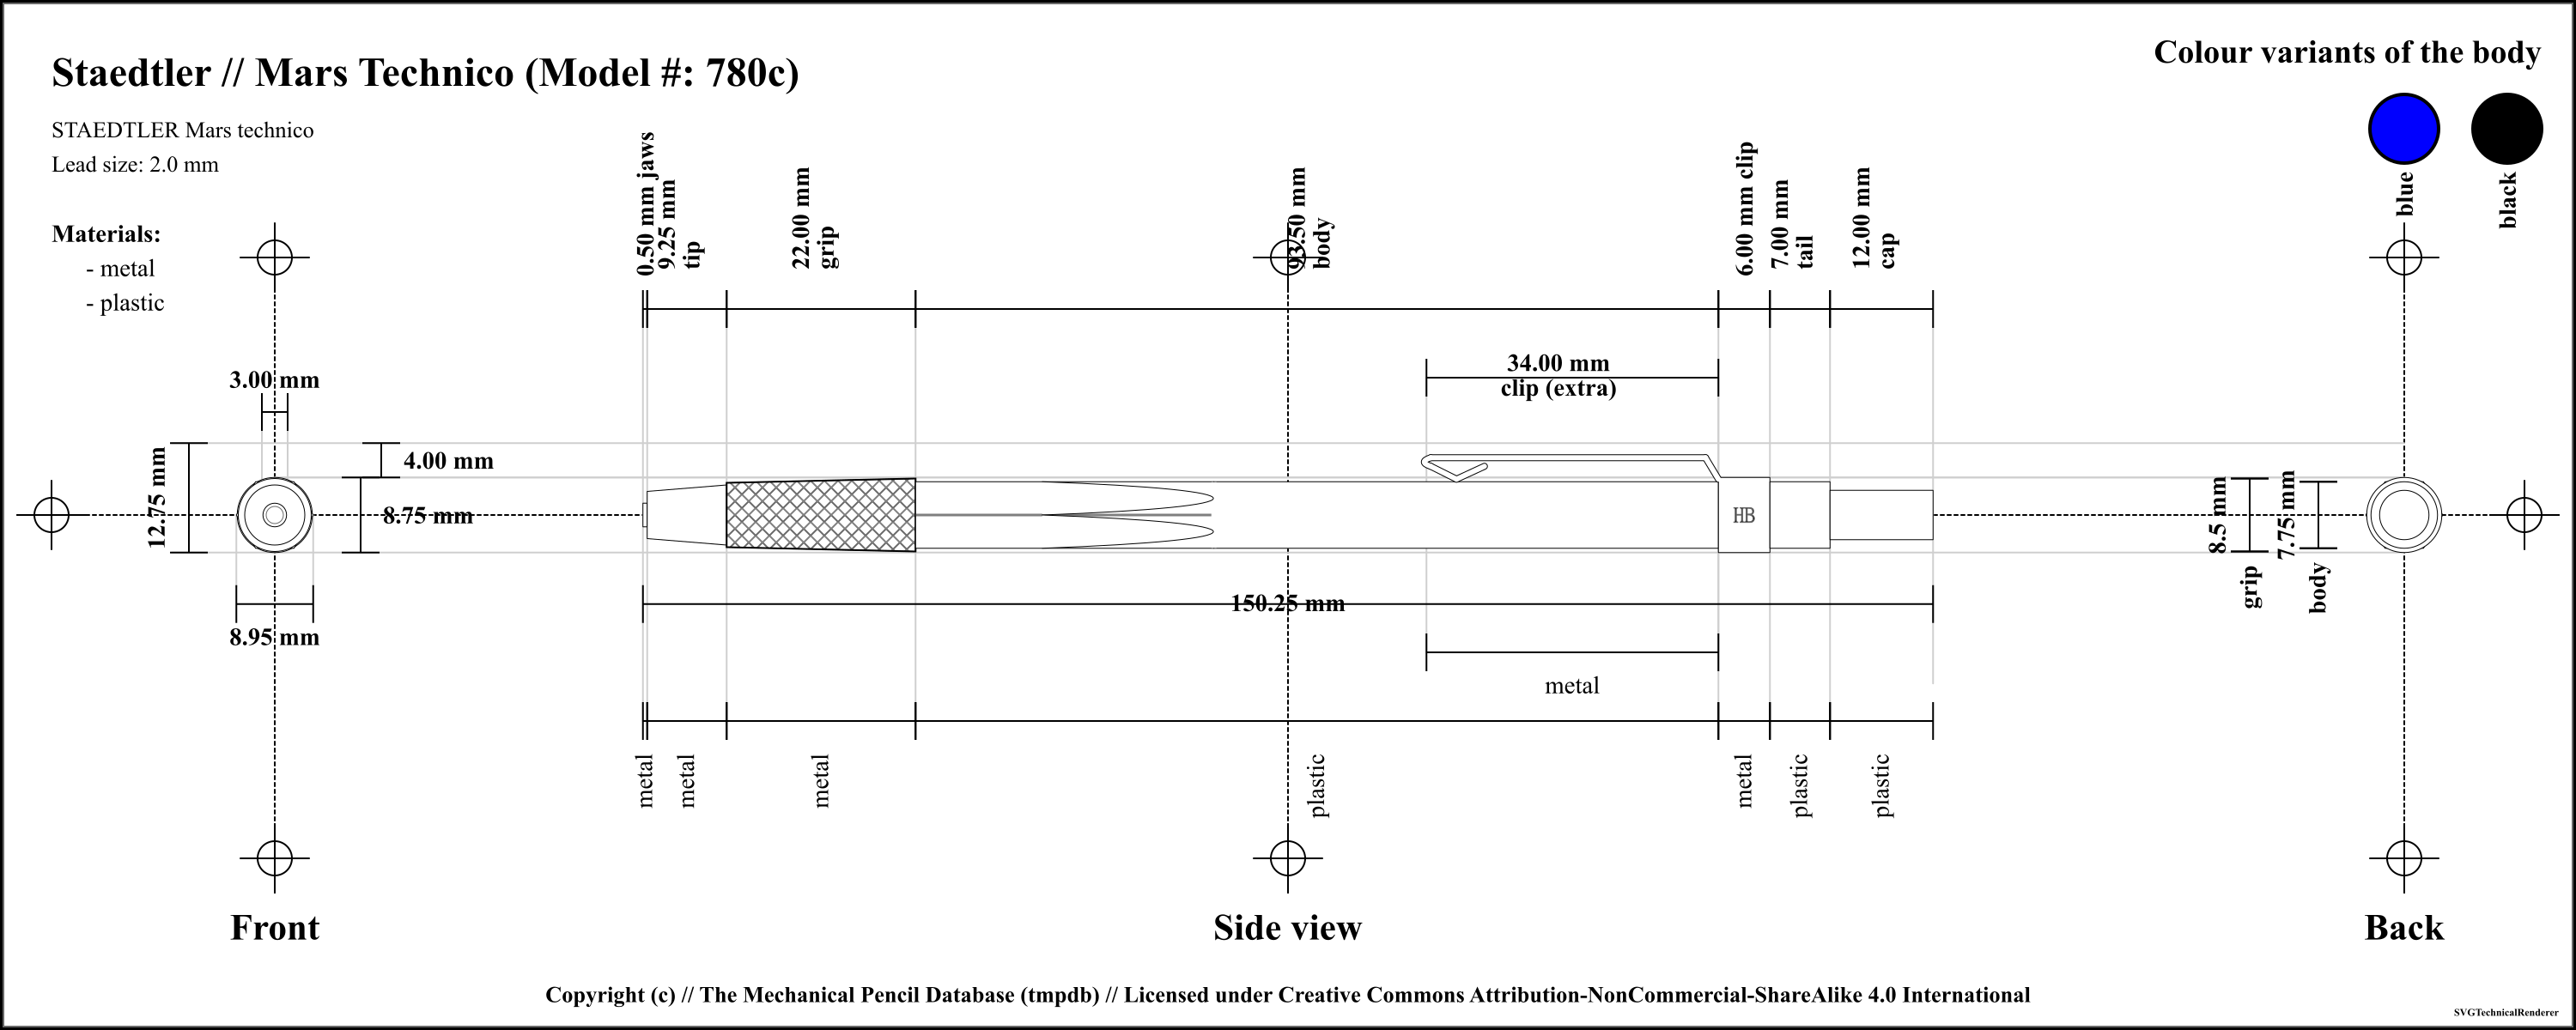 Staedtler // Mars Technico (Model #: 780c)
Colour variants of the body
STAEDTLER Mars technico
Lead size: 2.0 mm
blue
black
Materials:
- metal
- plastic
0.50 mm jaws
9.25 mm
tip
22.00 mm
grip
93.50 mm
body
6.00 mm clip
7.00 mm
tail
12.00 mm
cap
34.00 mm
clip (extra)
3.00 mm
12.75 mm
4.00 mm
8.75 mm
8.95 mm
HB
8.5 mm
grip
7.75 mm
body
150.25 mm
metal
metal
metal
metal
plastic
metal
plastic
plastic
Front
Side view
Back
Copyright (c) // The Mechanical Pencil Database (tmpdb) // Licensed under Creative Commons Attribution-NonCommercial-ShareAlike 4.0 International
SVGTechnicalRenderer